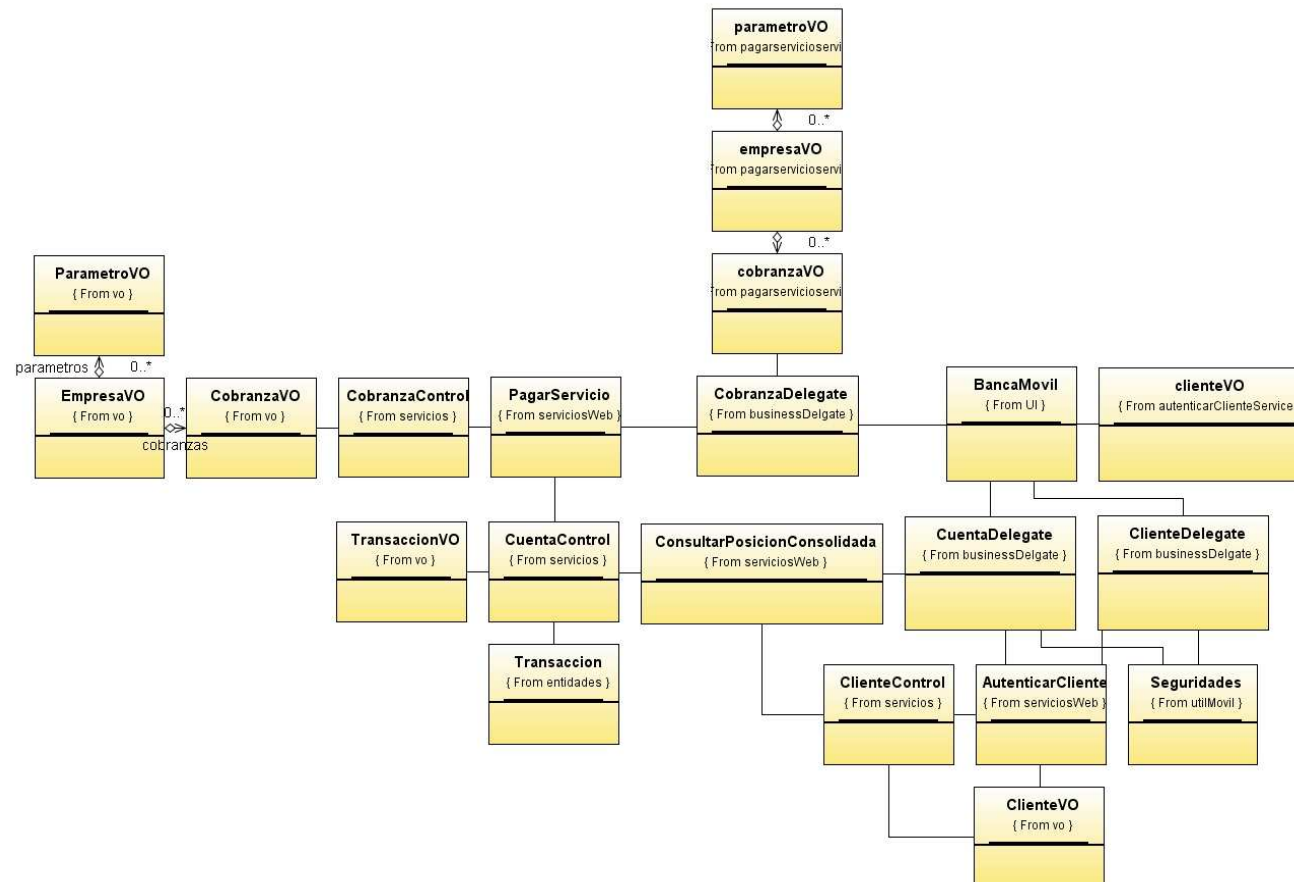 parametroVO
From pagarservicioservi
0..*
empresaVO
From pagarservicioservi
0..*
cobranzaVO
From pagarservicioservi
ParametroVO
{ From vo }
parametros
0..*
EmpresaVO
{ From vo }
0..*
cobranzas
CobranzaVO
{ From vo }
CobranzaControl
{ From servicios }
PagarServicio
{ From serviciosWeb }
CobranzaDelegate
{ From businessDelgate }
BancaMovil
{ From UI }
clienteVO
{ From autenticarClienteService
TransaccionVO
{ From vo }
CuentaControl
{ From servicios }
ConsultarPosicionConsolidada
{ From serviciosWeb }
CuentaDelegate
{ From businessDelgate }
ClienteDelegate
{ From businessDelgate }
Transaccion
{ From entidades }
ClienteControl
{ From servicios }
AutenticarCliente
{ From serviciosWeb }
Seguridades
{ From utilMovil }
ClienteVO
{ From vo }